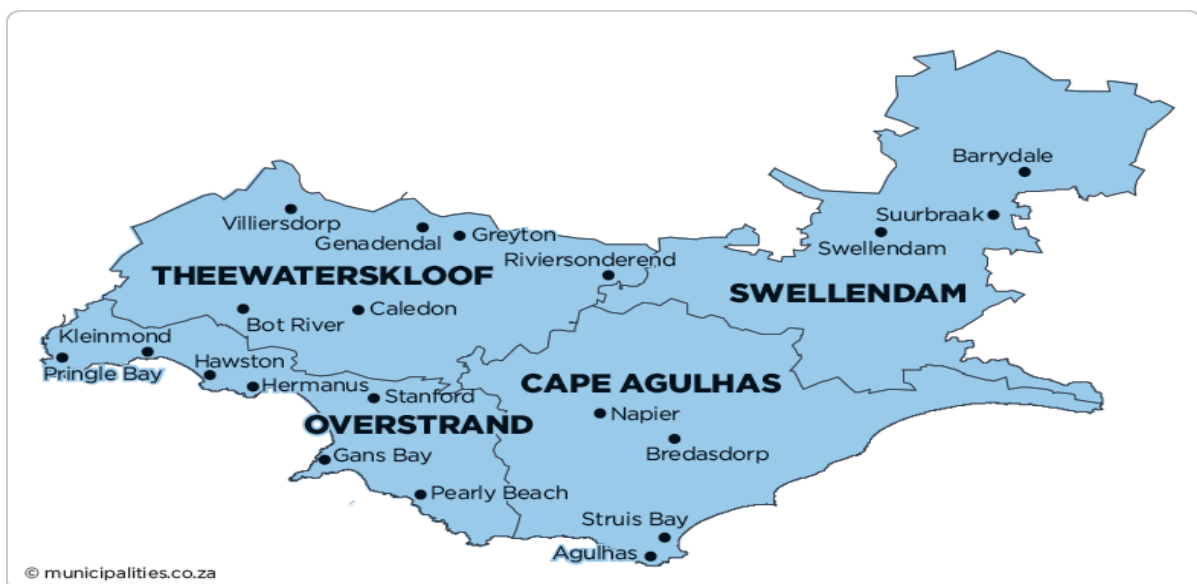 Barrydale
Suurbraak
Swellendam
Villiersdorp
Genadendal
Greyton
Riviersonderend
THEEWATERSKLOOF
SWELLENDAM
Caledon
Bot River
Kleinmond
Pringle Bay
Hawston
Hermanus
CAPE AGULHAS
Stanford
Napier
OVERSTRAND
Bredasdorp
Gans Bay
Pearly Beach
Struis Bay
Agulhas
© municipalities.co.za